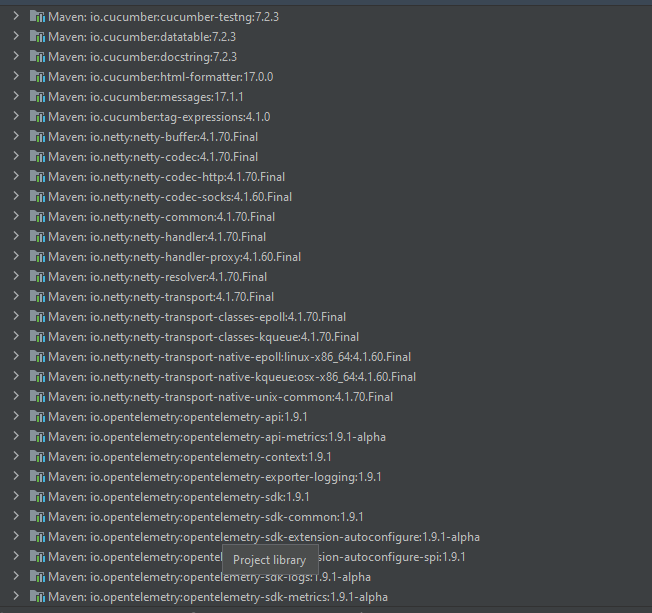 Maven: io.cucumber:cucumber-testng:7.2.3
Maven: io.cucumber:datatable:7.2.3
Maven: io.cucumber:docstring:7.2.3
Maven: io.cucumber:html-formatter:17.0.0
Maven: io.cucumber:messages:17.1.1
Maven: io.cucumber:tag-expressions:4.1.0
Maven: io.netty:netty-buffer:4.1.70.Final
Maven: io.netty:netty-codec:4.1.70.Final
Maven: io.netty:netty-codec-http:4.1.70.Final
Maven: io.netty:netty-codec-socks:4.1.60.Final
Maven: io.netty:netty-common:4.1.70.Final
Maven: io.netty:netty-handler:4.1.70.Final
Maven: io.netty:netty-handler-proxy:4.1.60.Final
Maven: io.netty:netty-resolver:4.1.70.Final
Maven: io.netty:netty-transport:4.1.70.Final
Maven: io.netty:netty-transport-classes-epoll:4.1.70.Final
Maven: io.netty:netty-transport-classes-kqueue:4.1.70.Final
Maven: io.netty:netty-transport-native-epoll:linux-x86_64:4.1.60.Final
Maven: io.netty:netty-transport-native-kqueue:osx-x86_64:4.1.60.Final
Maven: io.netty:netty-transport-native-unix-common:4.1.70.Final
Maven: io.opentelemetry:opentelemetry-api:1.9.1
Maven: io.opentelemetry:opentelemetry-api-metrics:1.9.1-alpha
Maven: io.opentelemetry:opentelemetry-context:1.9.1
Maven: io.opentelemetry:opentelemetry-exporter-logging:1.9.1
Maven: io.opentelemetry:opentelemetry-sdk:1.9.1
Maven: io.opentelemetry:opentelemetry-sdk-common:1.9.1
Maven: io.opentelemetry:opentelemetry-sdk-extension-autoconfigure:1.9.1-alpha
Maven: io.opentelemetry:opentel sion-autoconfigure-spi:1.9.1
Project library
Maven: io.opentelemetry:opentelemetry-sdk-logs:1.9.1-alpha
Maven: io.opentelemetry:opentelemetry-sdk-metrics:1.9.1-alpha